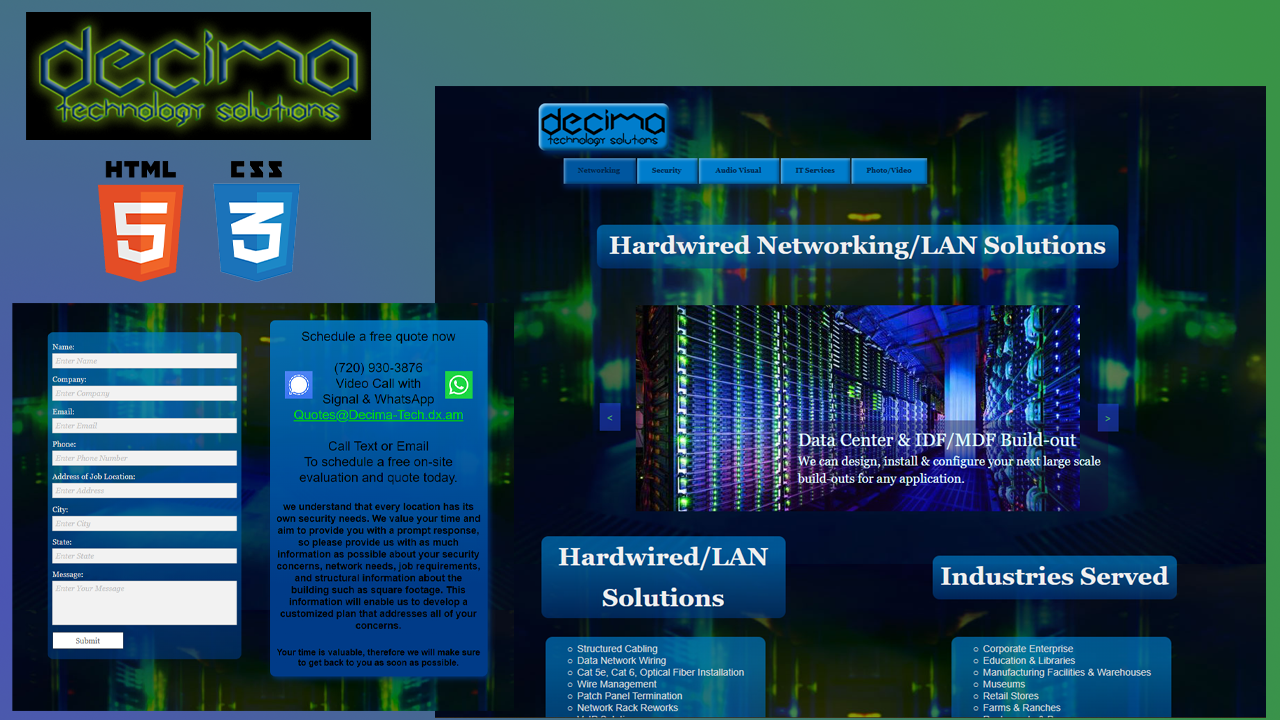 decima
technology solutions
HTML
5
CSS
3
decima
technology solutions
Networking
Security
Audio Visual
IT Services
Photo/Video
Hardwired Networking/LAN Solutions
<
>
Data Center & IDF/MDF Build-out
We can design, install & configure your next large scale
build-outs for any application.
Hardwired/LAN
Solutions
Structured Cabling
Data Network Wiring
Cat 5e, Cat 6, Optical Fiber Installation
Wire Management
Patch Panel Termination
Network Rack Reworks
Industries Served
Corporate Enterprise
Education & Libraries
Manufacturing Facilities & Warehouses
Museums
Retail Stores
Farms & Ranches
Name:
Enter Name
Company:
Enter Company
Email:
Enter Email
Phone:
Enter Phone Number
Address of Job Location:
Enter Address
City:
Enter City
State:
Enter State
Message:
Enter Your Message
Submit
Schedule a free quote now
(720) 930-3876
Video Call with
Signal & WhatsApp
Quotes@Decima-Tech.dx.am
Call Text or Email
To schedule a free on-site
evaluation and quote today.
we understand that every location has its
own security needs. We value your time and
aim to provide you with a prompt response,
so please provide us with as much
information as possible about your security
concerns, network needs, job requirements,
and structural information about the
building such as square footage. This
information will enable us to develop a
customized plan that addresses all of your
concerns.
Your time is valuable, therefore we will make sure
to get back to you as soon as possible.